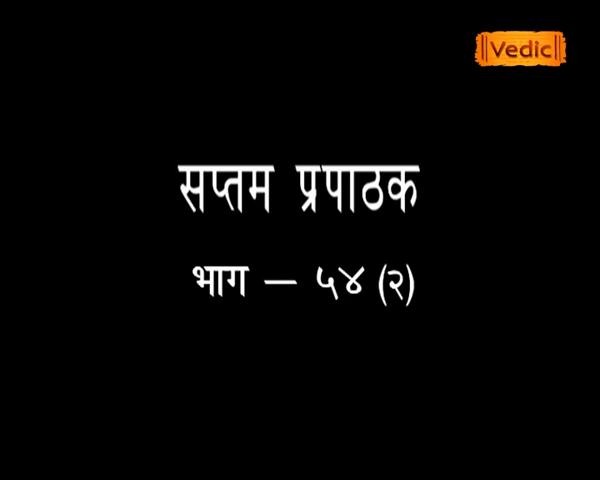 ॥Vedic॥
सप्तम प्रपाठक
भाग – ५४ (२)